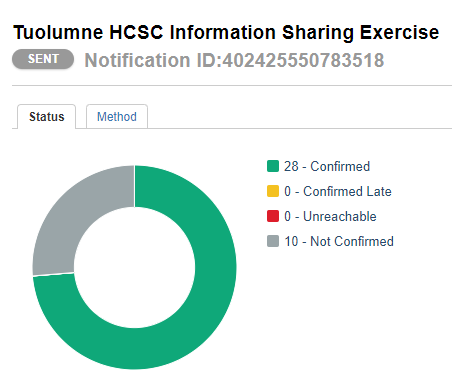 Tuolumne HCSC Information Sharing Exercise
SENT Notification ID:402425550783518
Status Method
28 - Confirmed
0 - Confirmed Late
0 - Unreachable
10 - Not Confirmed